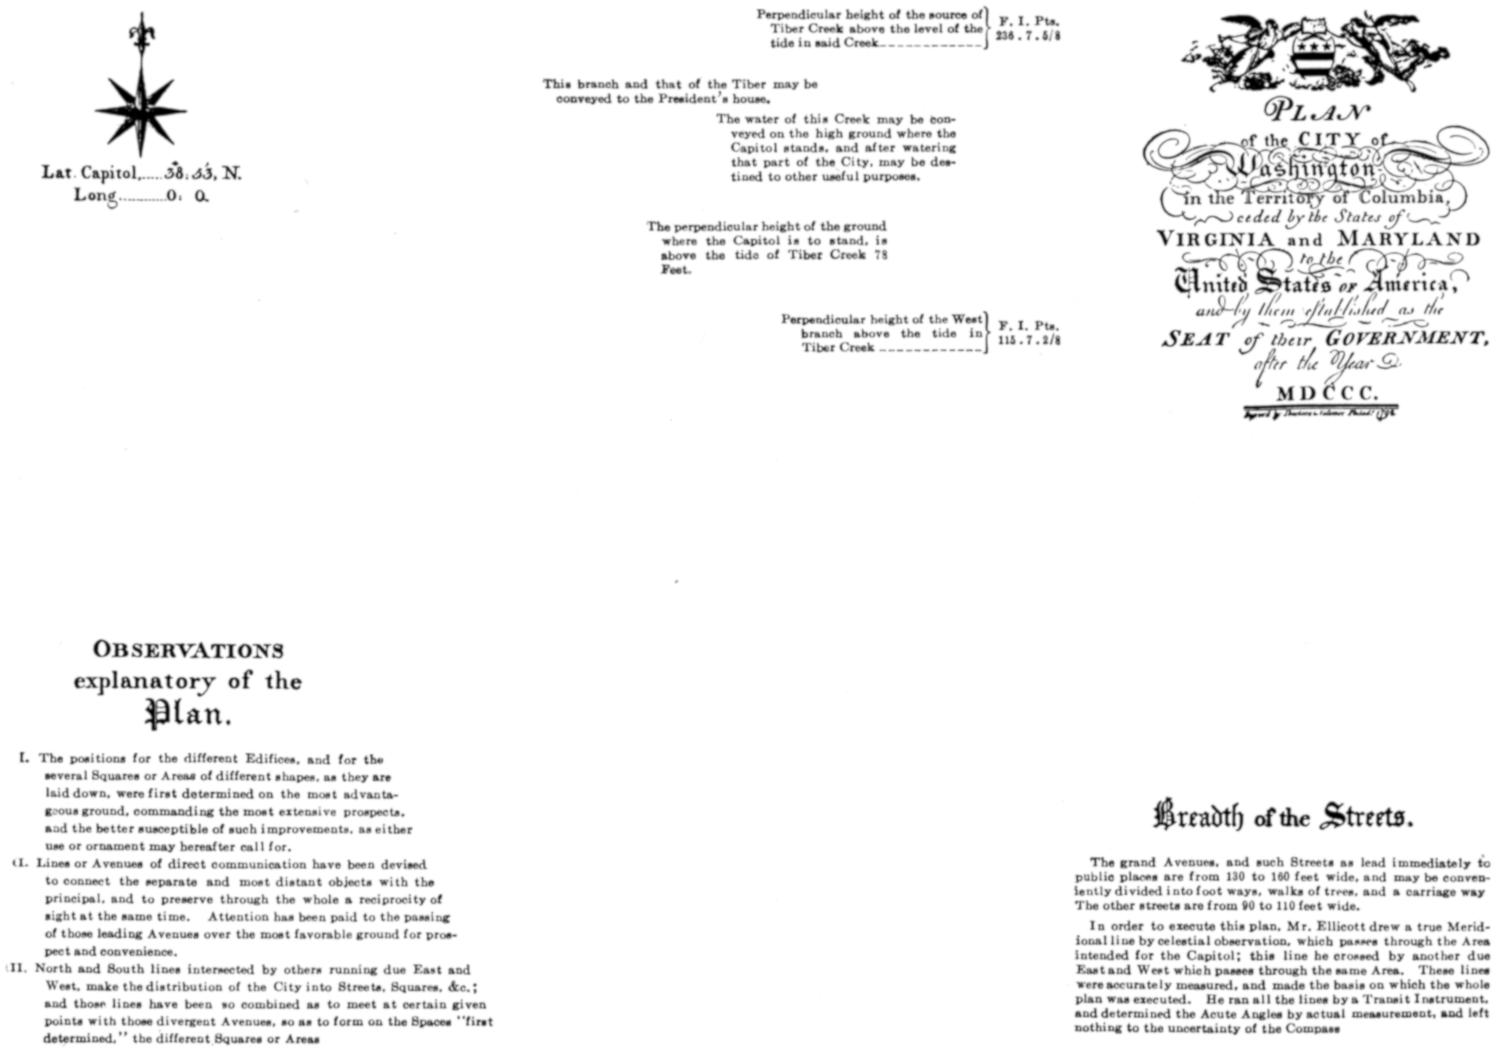 Lat. Capitol,.....38. 53, N.
Long...........0. 0.
Perpendicular height of the source of
Tiber Creek above the level of the
tide in said Creek
F. I. Pts.
236 . 7 . 5/8
This branch and that of the Tiber may be
conveyed to the President's house.
The water of this Creek may be con-
veyed on the high ground where the
Capitol stands, and after watering
that part of the City, may be des-
tined to other useful purposes.
The perpendicular height of the ground
where the Capitol is to stand, is
above the tide of Tiber Creek 78
Feet.
Perpendicular height of the West
branch above the tide in
Tiber Creek
F. I. Pts.
115 . 7 . 2/8
PLAN
of the CITY of
Washington
in the Territory of Columbia,
ceded by the States of
VIRGINIA and MARYLAND
to the
United States of America,
and by them established as the
SEAT of their GOVERNMENT,
after the Year
MDCCC.
OBSERVATIONS
explanatory of the
Plan.
I. The positions for the different Edifices, and for the
several Squares or Areas of different shapes, as they are
laid down, were first determined on the most advanta-
geous ground, commanding the most extensive prospects,
and the better susceptible of such improvements, as either
use or ornament may hereafter call for.
II. Lines or Avenues of direct communication have been devised
to connect the separate and most distant objects with the
principal, and to preserve through the whole a reciprocity of
sight at the same time. Attention has been paid to the passing
of those leading Avenues over the most favorable ground for pros-
pect and convenience.
III. North and South lines intersected by others running due East and
West, make the distribution of the City into Streets, Squares, &c.;
and those lines have been so combined as to meet at certain given
points with those divergent Avenues, so as to form on the Spaces "first
determined," the different Squares or Areas
Breadth of the Streets.
The grand Avenues, and such Streets as lead immediately to
public places are from 130 to 160 feet wide, and may be conven-
iently divided into foot ways, walks of trees, and a carriage way
The other streets are from 90 to 110 feet wide.
In order to execute this plan, Mr. Ellicott drew a true Merid-
ional line by celestial observation, which passes through the Area
intended for the Capitol; this line he crossed by another due
East and West which passes through the same Area. These lines
were accurately measured, and made the basis on which the whole
plan was executed. He ran all the lines by a Transit Instrument,
and determined the Acute Angles by actual measurement, and left
nothing to the uncertainty of the Compass